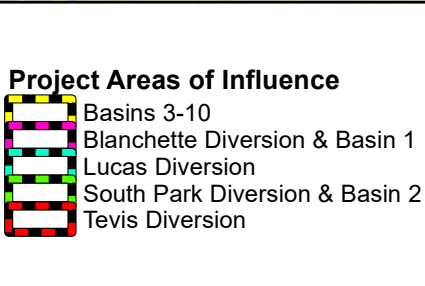 Project Areas of Influence
Basins 3-10
Blanchette Diversion & Basin 1
Lucas Diversion
South Park Diversion & Basin 2
Tevis Diversion